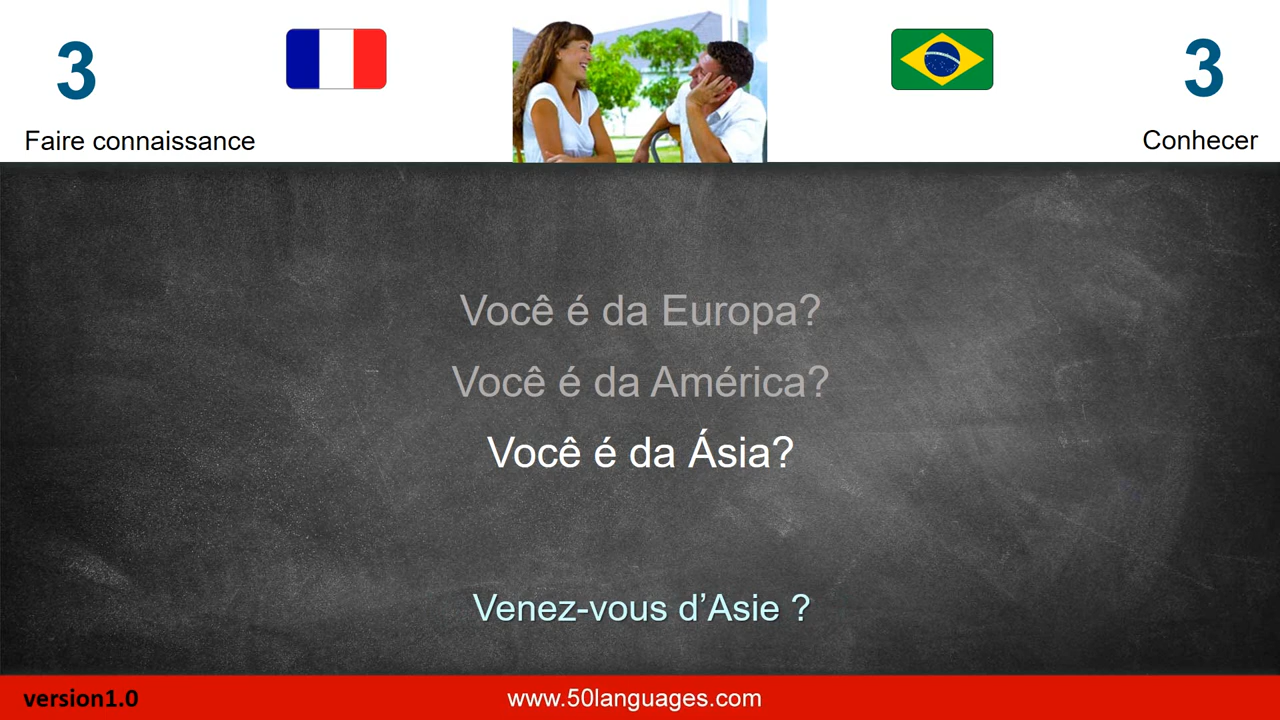 3
3
Faire connaissance
Conhecer
Você é da Europa?
Você é da América?
Você é da Ásia?
Venez-vous d’Asie ?
version1.0
www.50languages.com